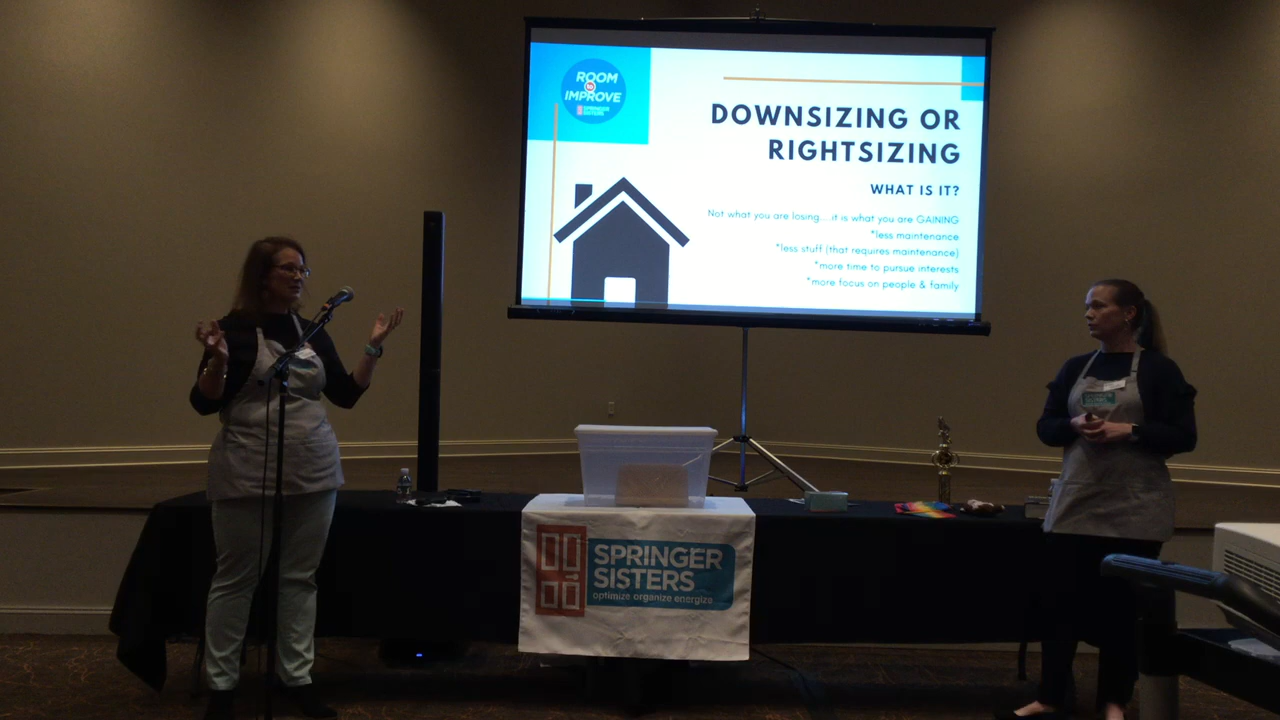 ROOM
to
IMPROVE
SPRINGER
SISTERS
DOWNSIZING OR
RIGHTSIZING
WHAT IS IT?
Not what you are losing....it is what you are GAINING
*less maintenance
*less stuff (that requires maintenance)
*more time to pursue interests
*more focus on people & family
SPRINGER
SISTERS
optimize organize energize